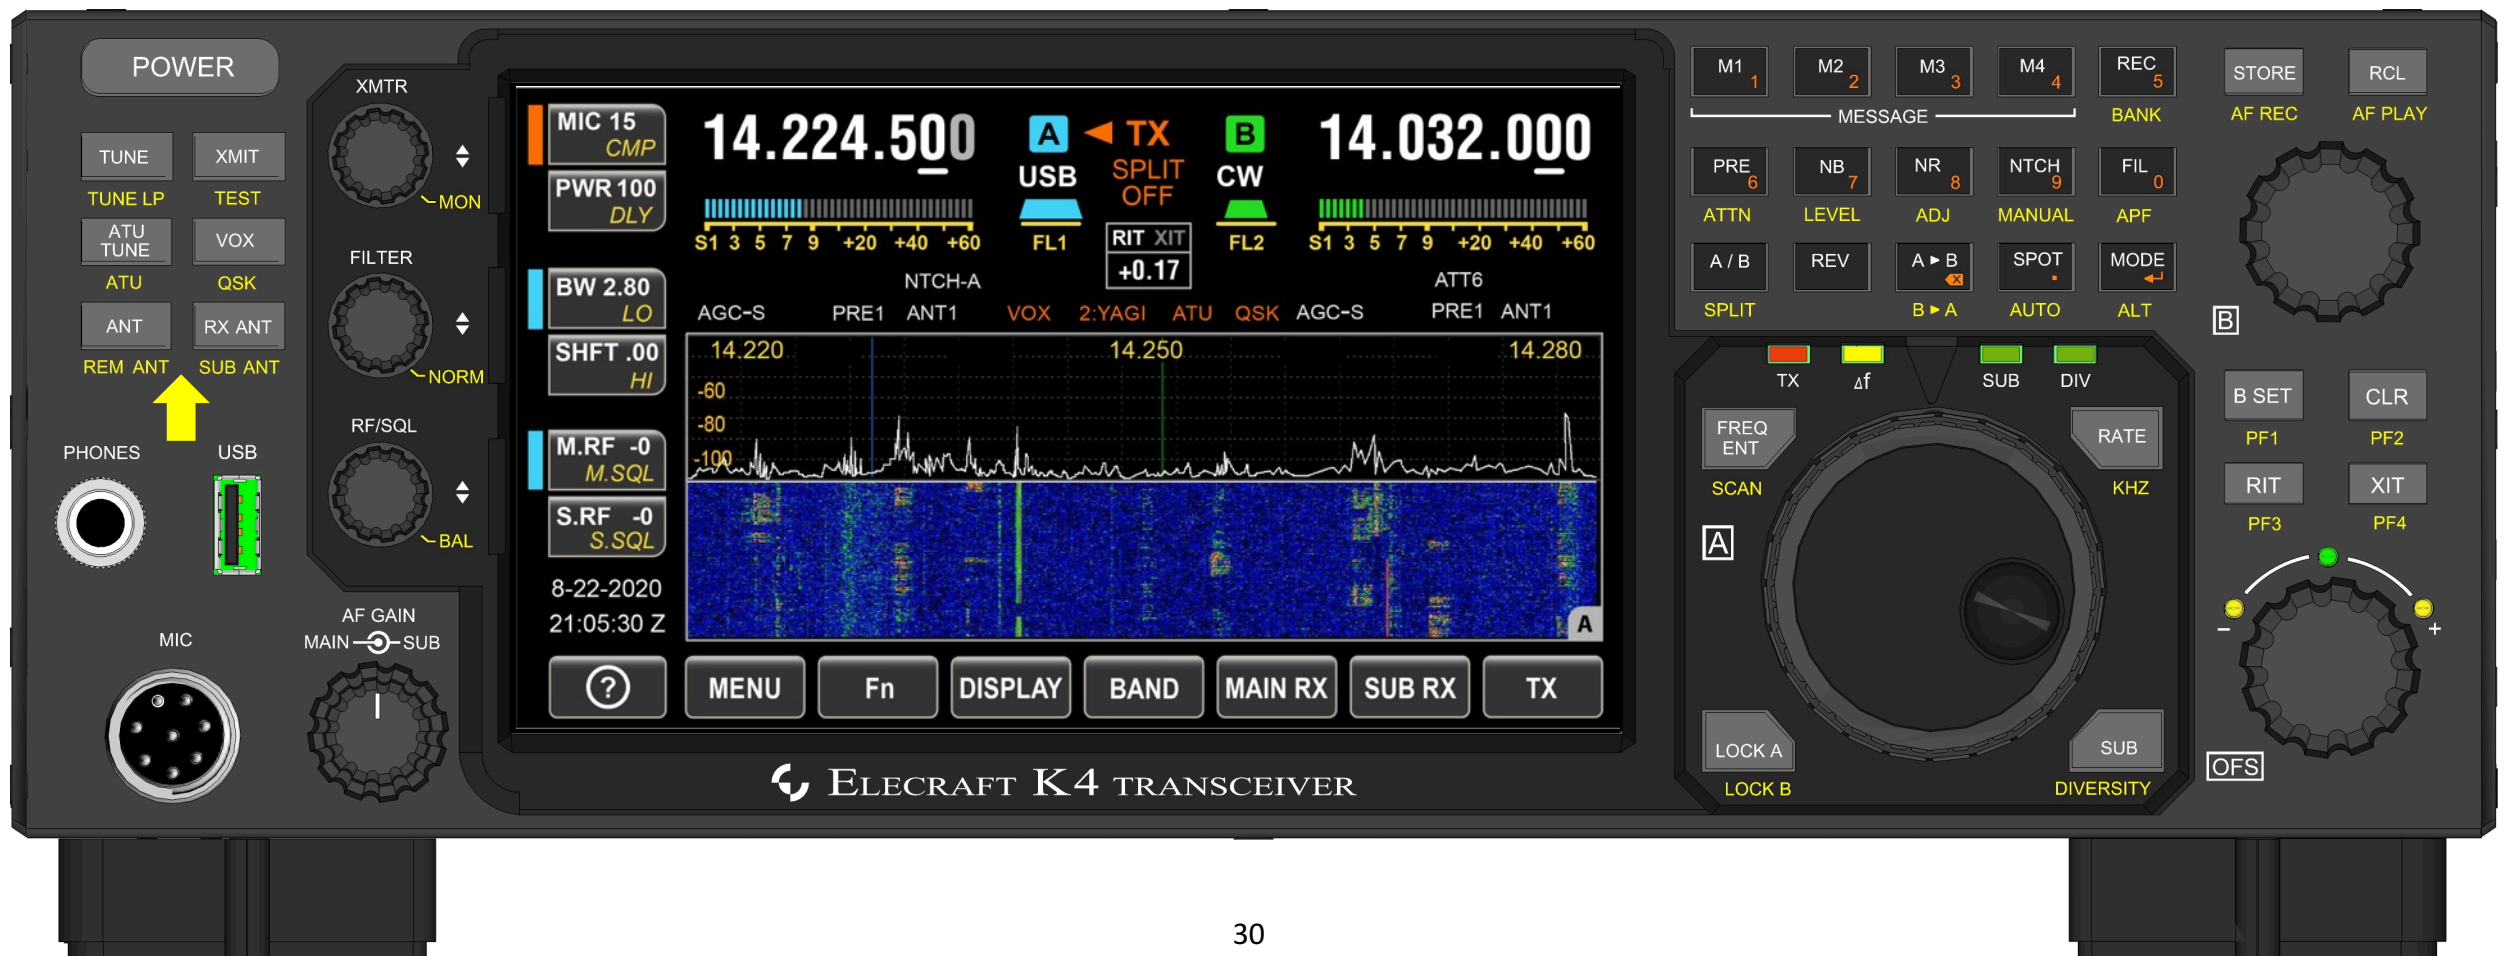 POWER
TUNE XMIT
TUNE LP TEST
ATU TUNE VOX
ATU QSK
ANT RX ANT
REM ANT SUB ANT
PHONES USB
MIC
XMTR
MON
FILTER
NORM
RF/SQL
BAL
AF GAIN
MAIN SUB
MIC 15
CMP
PWR 100
DLY
BW 2.80
LO
SHFT .00
HI
M.RF -0
M.SQL
S.RF -0
S.SQL
8-22-2020
21:05:30 Z
14.224.500 A TX B 14.032.000
USB SPLIT OFF CW
S1 3 5 7 9 +20 +40 +60 FL1 RIT XIT FL2 S1 3 5 7 9 +20 +40 +60
+0.17
NTCH-A ATT6
AGC-S PRE1 ANT1 VOX 2:YAGI ATU QSK AGC-S PRE1 ANT1
14.220 14.250 14.280
-60
-80
-100
A
? MENU Fn DISPLAY BAND MAIN RX SUB RX TX
ELECRAFT K4 TRANSCEIVER
M1 1 M2 2 M3 3 M4 4 REC 5
MESSAGE BANK
PRE 6 NB 7 NR 8 NTCH 9 FIL 0
ATTN LEVEL ADJ MANUAL APF
A / B REV A ▸ B SPOT . MODE
SPLIT B ▸ A AUTO ALT
TX Δf SUB DIV
FREQ ENT RATE
SCAN KHZ
A
LOCK A SUB
LOCK B DIVERSITY
STORE RCL
AF REC AF PLAY
B
B SET CLR
PF1 PF2
RIT XIT
PF3 PF4
− +
OFS
30